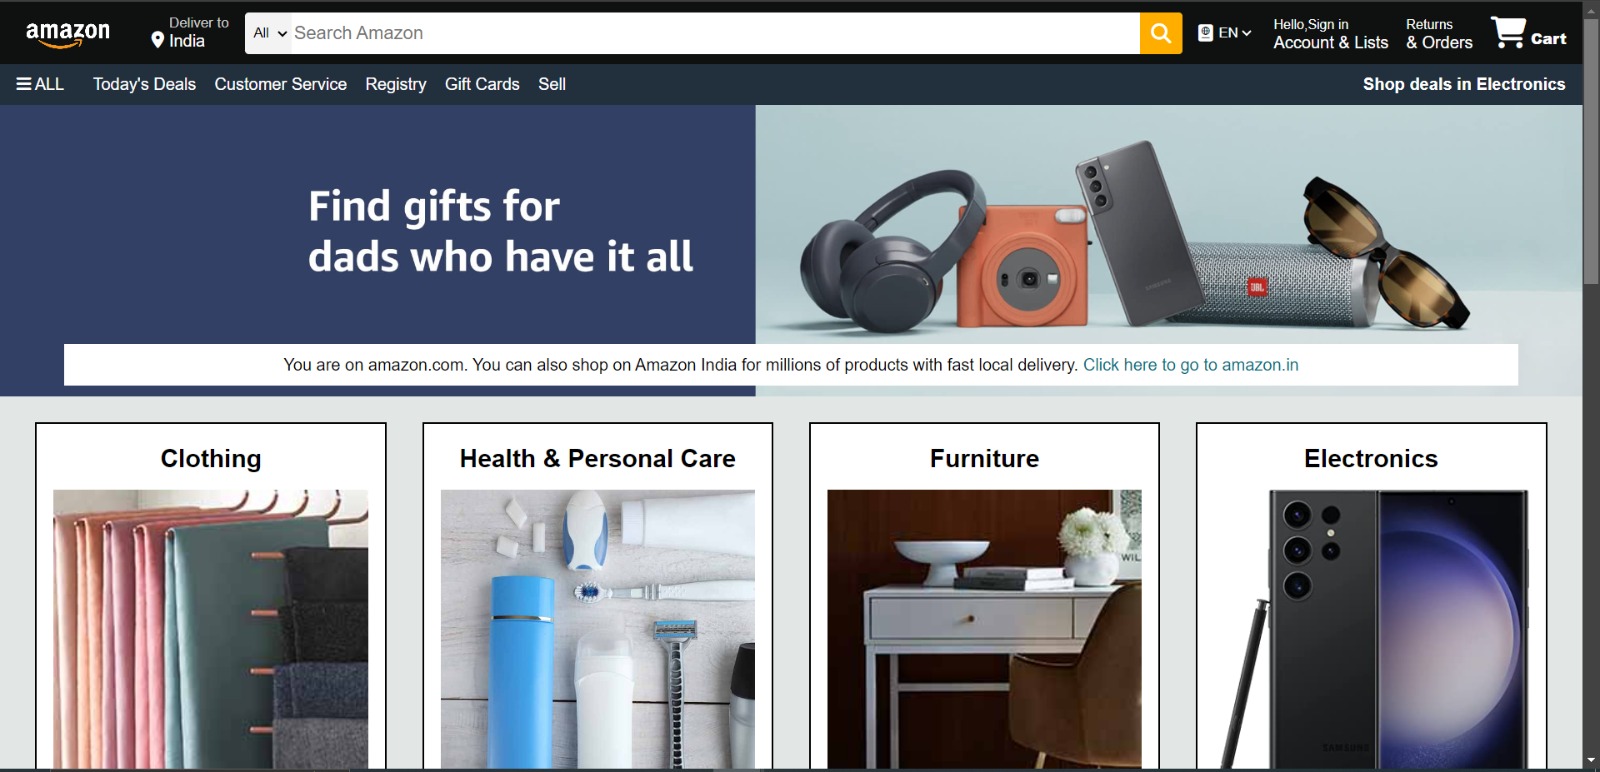 amazon
Deliver to
India
All
Search Amazon
EN
Hello,Sign in
Account & Lists
Returns
& Orders
Cart
ALL
Today's Deals
Customer Service
Registry
Gift Cards
Sell
Shop deals in Electronics
Find gifts for
dads who have it all
SAMSUNG
JBL
You are on amazon.com. You can also shop on Amazon India for millions of products with fast local delivery. Click here to go to amazon.in
Clothing
Health & Personal Care
Furniture
Electronics
WIL
SAMSUNG